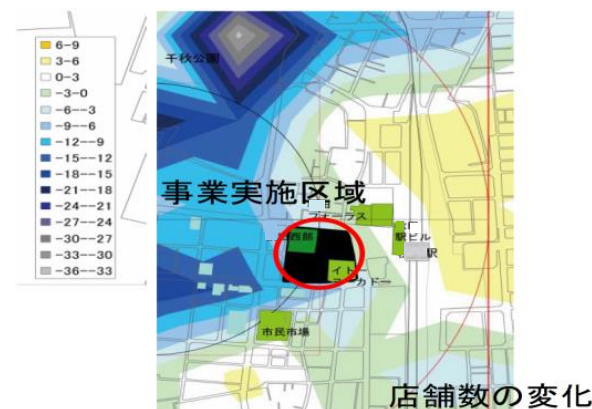 6-9
3-6
0-3
-3-0
-6--3
-9--6
-12--9
-15--12
-18--15
-21--18
-24--21
-27--24
-30--27
-33--30
-36--33
千秋公園
事業実施区域
フォーラス
西部
駅ビル
駅
イトー
カドー
市民市場
店舗数の変化